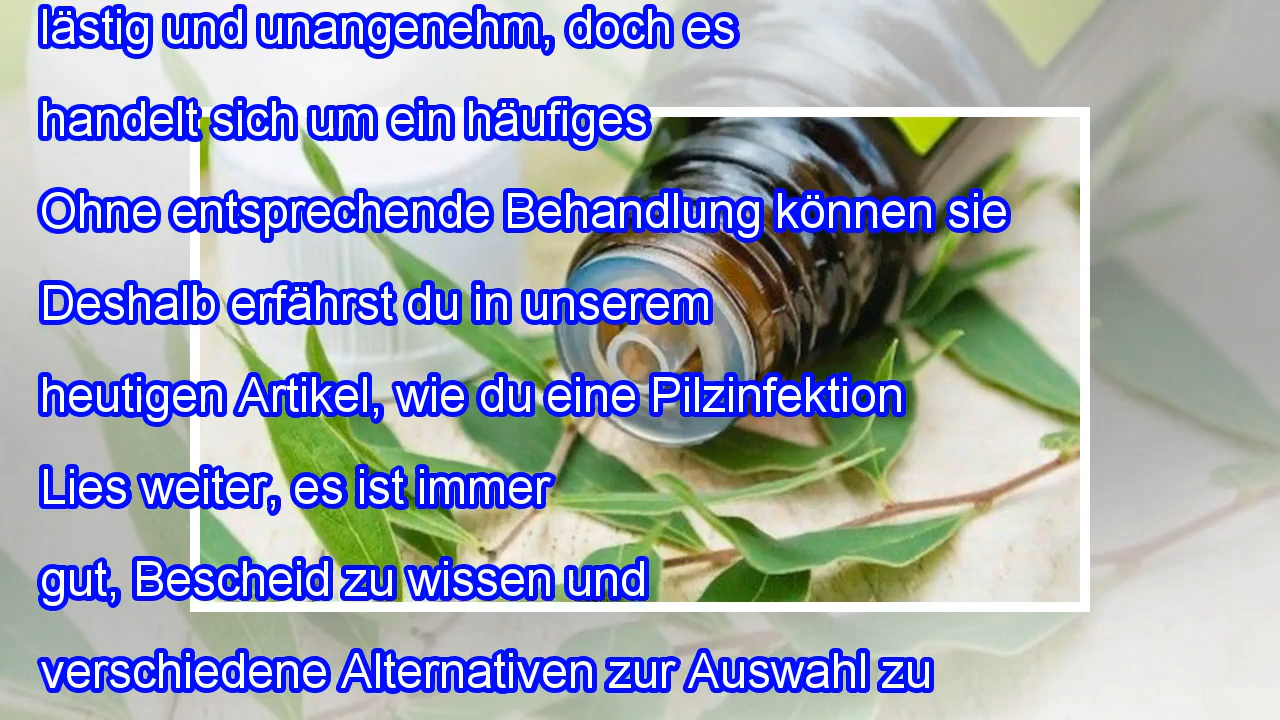 lästig und unangenehm, doch es
handelt sich um ein häufiges
Ohne entsprechende Behandlung können sie
Deshalb erfährst du in unserem
heutigen Artikel, wie du eine Pilzinfektion
Lies weiter, es ist immer
gut, Bescheid zu wissen und
verschiedene Alternativen zur Auswahl zu